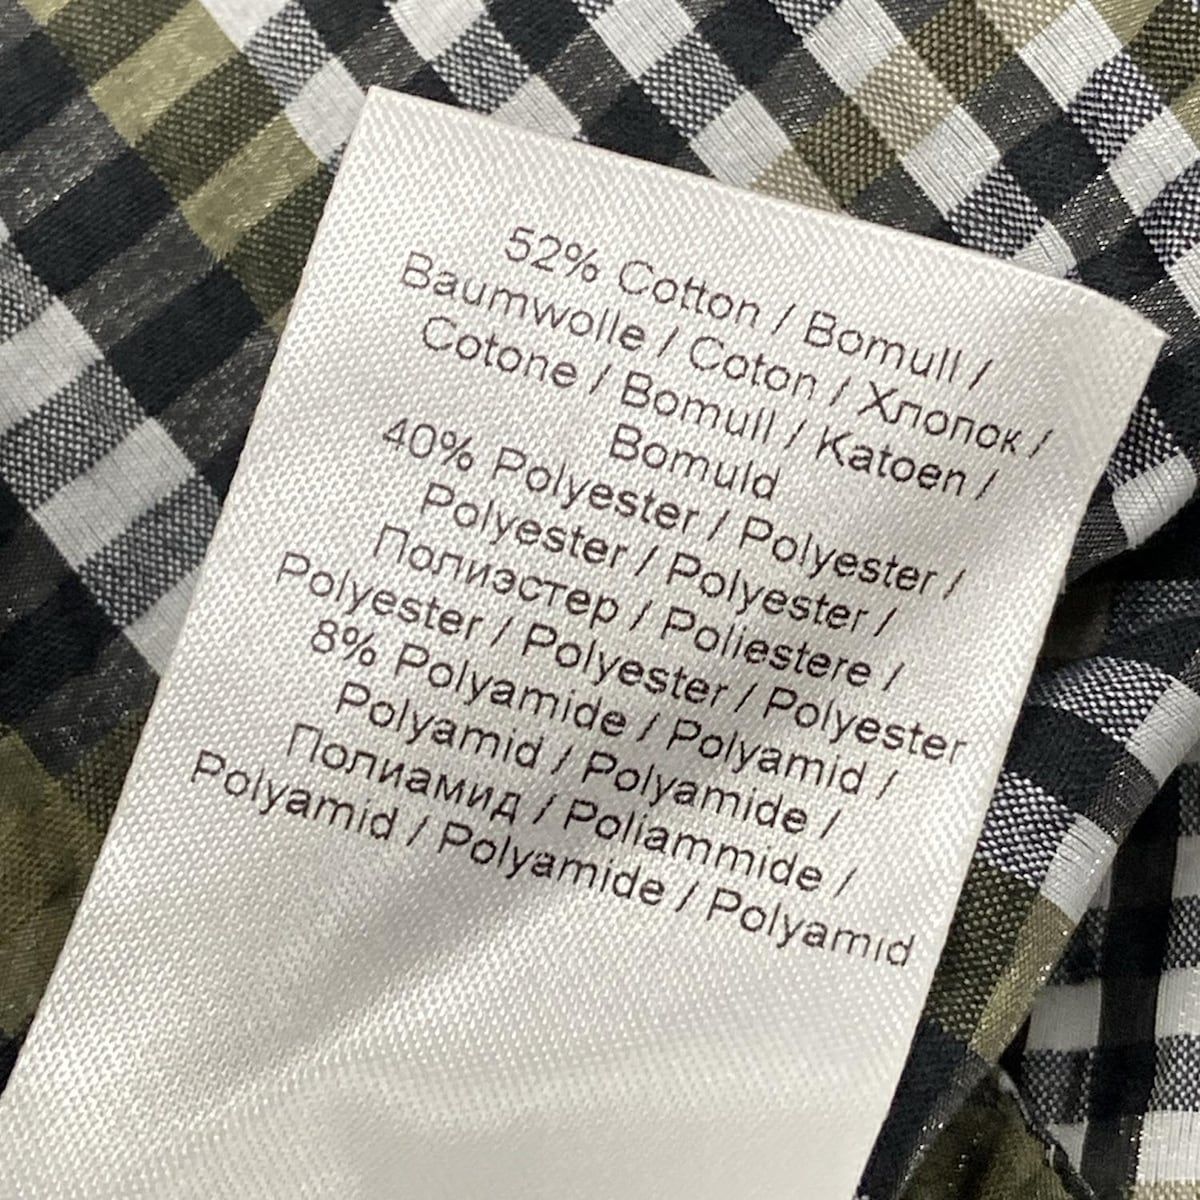 52% Cotton / Bomull /
Baumwolle / Coton / Хлопок /
Cotone / Bomull / Katoen /
Bomuld
40% Polyester / Polyester /
Polyester / Polyester /
Полиэстер / Poliestere /
Polyester / Polyester / Polyester
8% Polyamide / Polyamid /
Polyamid / Polyamide /
Полиамид / Poliammide /
Polyamid / Polyamide / Polyamid